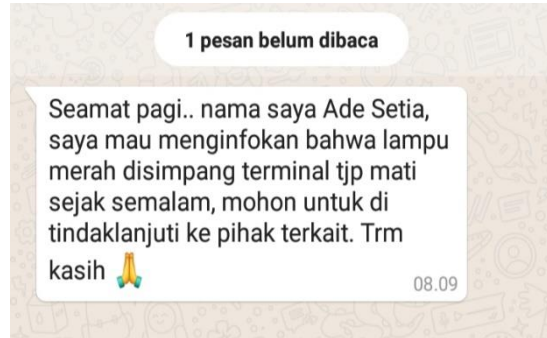 1 pesan belum dibaca
Seamat pagi.. nama saya Ade Setia,
saya mau menginfokan bahwa lampu
merah disimpang terminal tjp mati
sejak semalam, mohon untuk di
tindaklanjuti ke pihak terkait. Trm
kasih 🙏
08.09